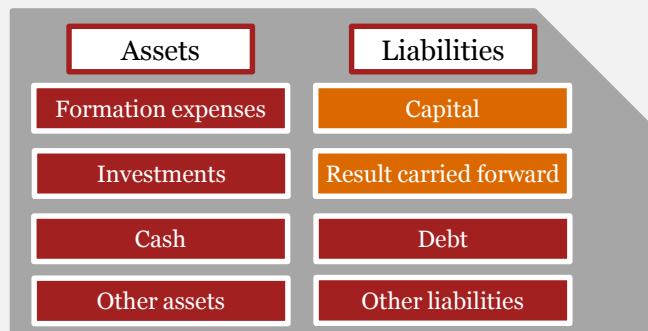 Assets
Liabilities
Formation expenses
Capital
Investments
Result carried forward
Cash
Debt
Other assets
Other liabilities